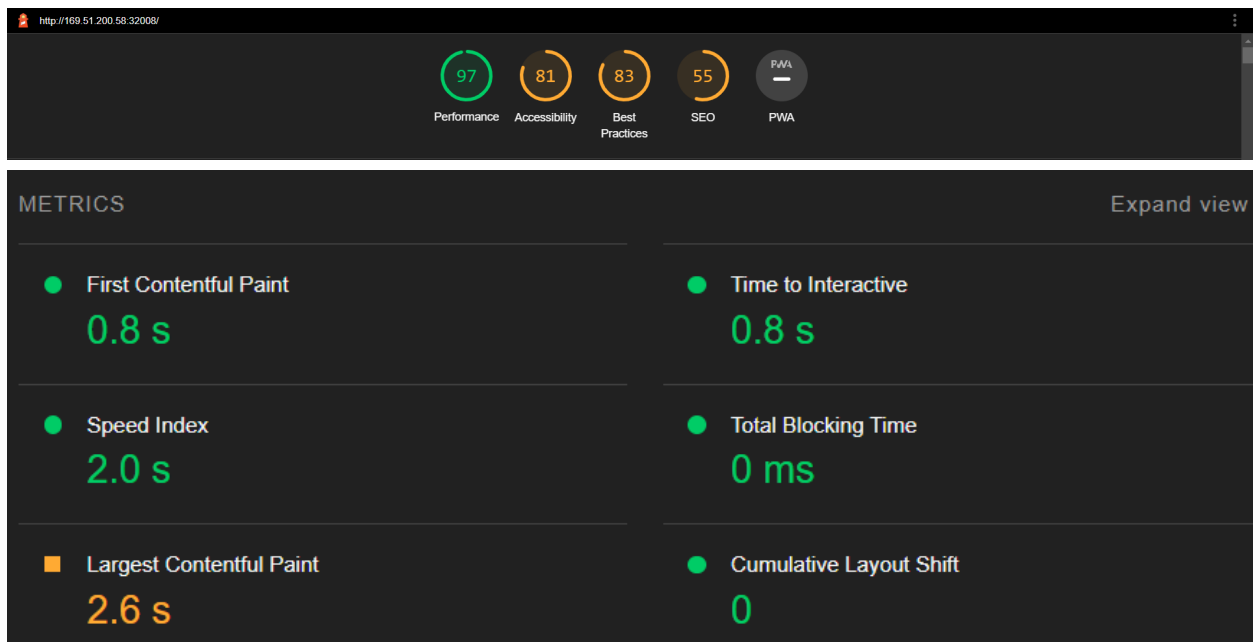 http://169.51.200.58:32008/
97 81 83 55 PWA
Performance Accessibility Best Practices SEO PWA
METRICS Expand view
First Contentful Paint Time to Interactive
0.8 s 0.8 s
Speed Index Total Blocking Time
2.0 s 0 ms
Largest Contentful Paint Cumulative Layout Shift
2.6 s 0